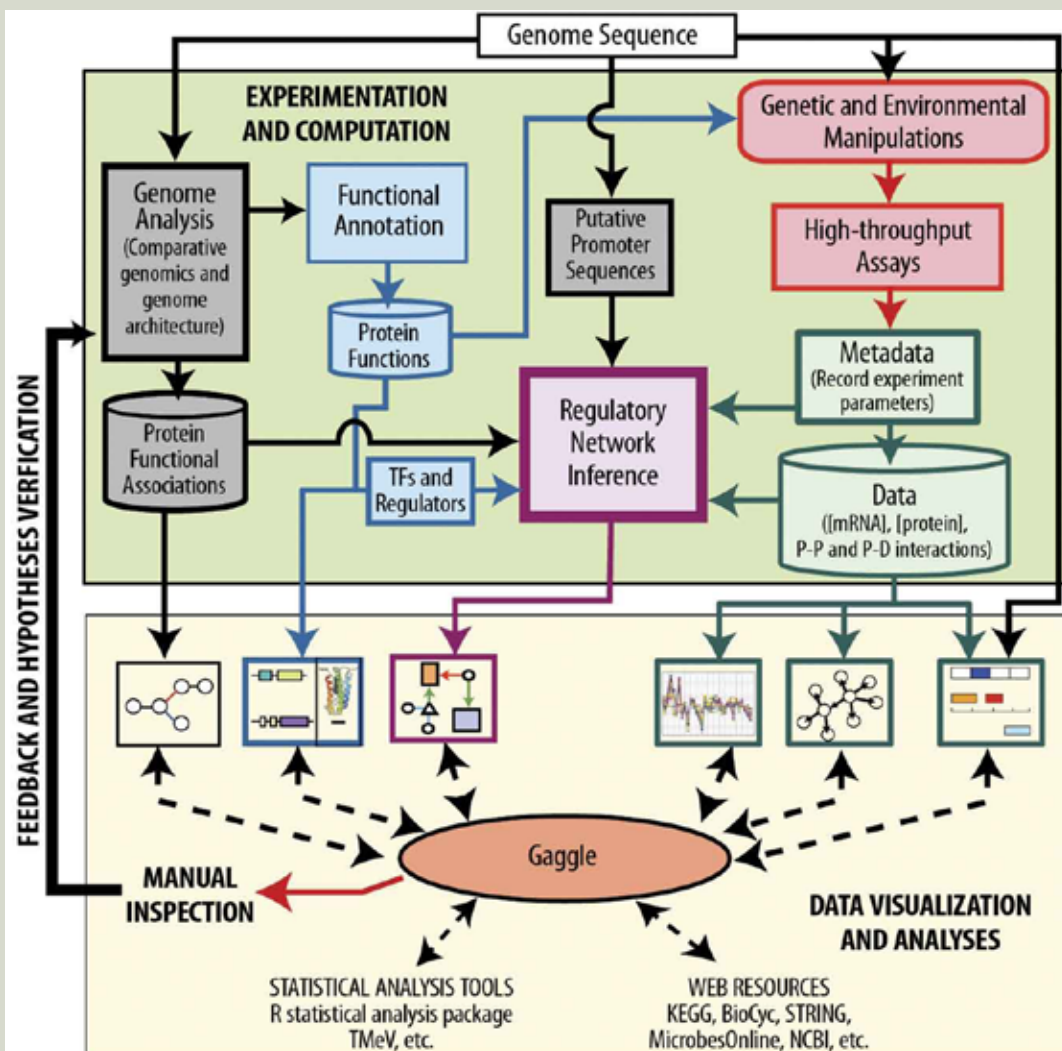 Genome Sequence
EXPERIMENTATION
AND COMPUTATION
Genetic and Environmental
Manipulations
Genome
Analysis
(Comparative
genomics and
genome
architecture)
Functional
Annotation
Putative
Promoter
Sequences
High-throughput
Assays
Protein
Functions
Metadata
(Record experiment
parameters)
Protein
Functional
Associations
Regulatory
Network
Inference
TFs and
Regulators
Data
([mRNA], [protein],
P-P and P-D interactions)
FEEDBACK AND HYPOTHESES VERFICATION
Gaggle
MANUAL
INSPECTION
DATA VISUALIZATION
AND ANALYSES
STATISTICAL ANALYSIS TOOLS
R statistical analysis package
TMeV, etc.
WEB RESOURCES
KEGG, BioCyc, STRING,
MicrobesOnline, NCBI, etc.